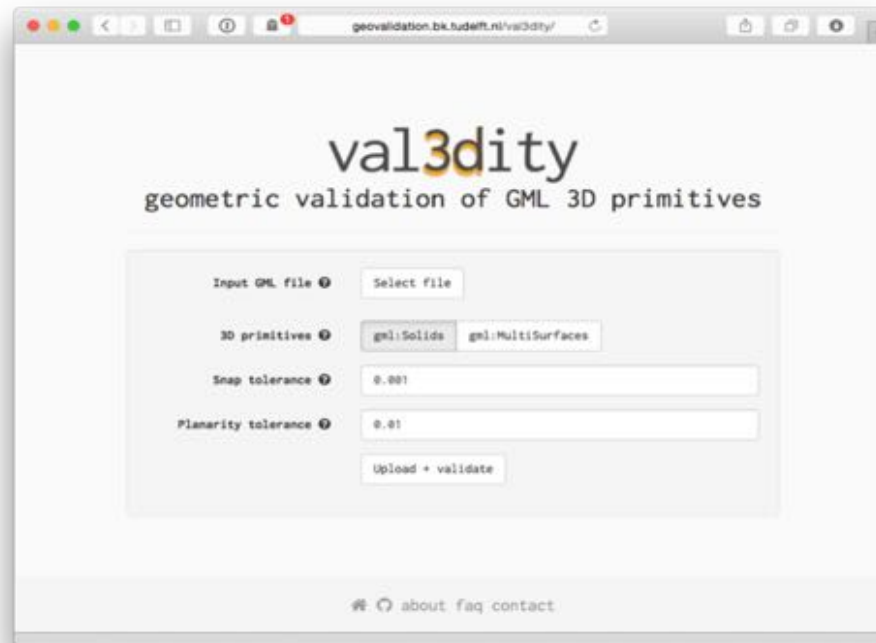 1
geovalidation.bk.tudelft.nl/val3dity/
val3dity
geometric validation of GML 3D primitives
Input GML file ?
Select file
3D primitives ?
gml:Solids gml:MultiSurfaces
Snap tolerance ?
0.001
Planarity tolerance ?
0.01
Upload + validate
about faq contact